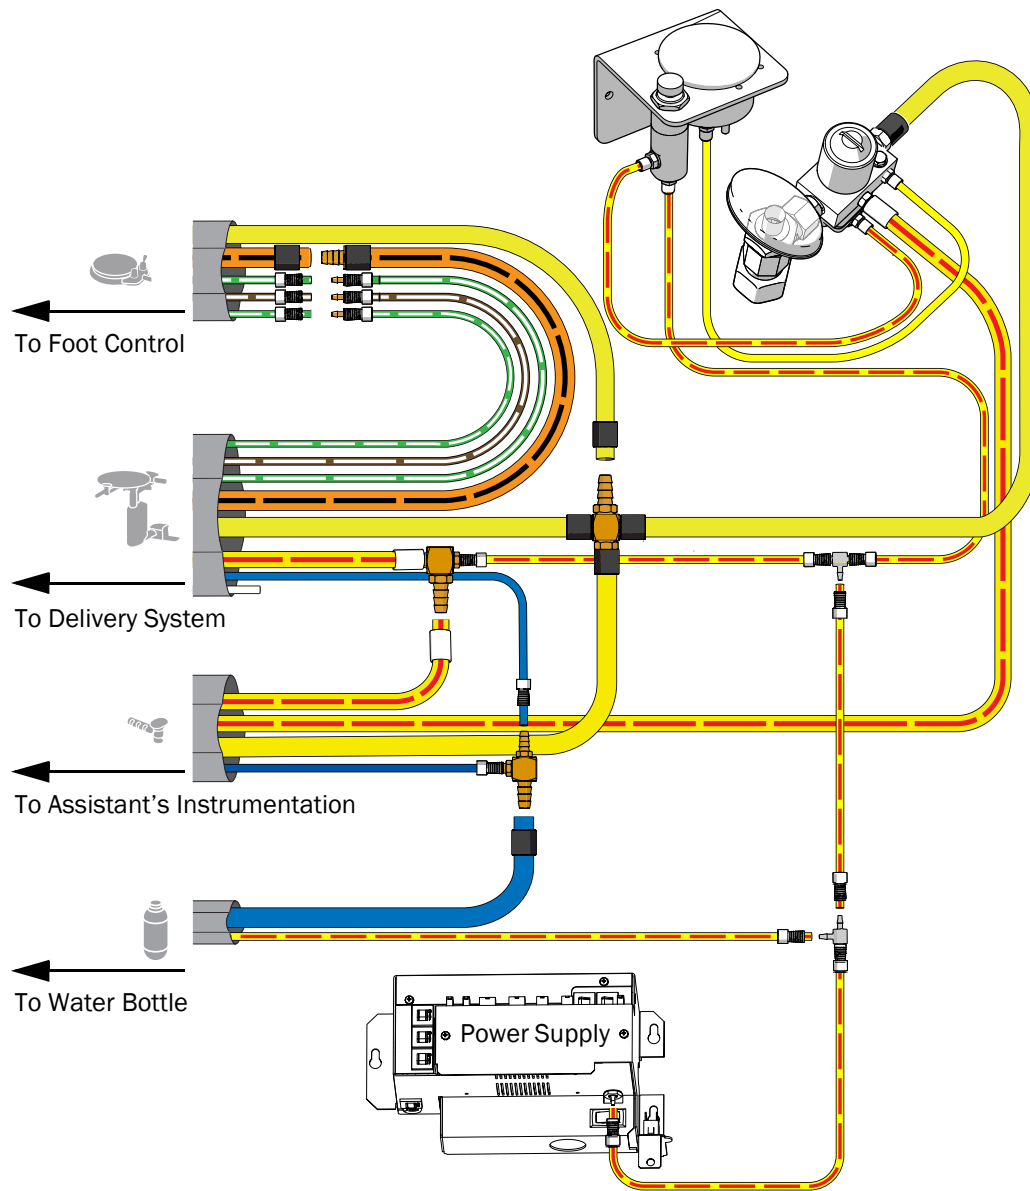 To Foot Control
To Delivery System
To Assistant's Instrumentation
To Water Bottle
Power Supply